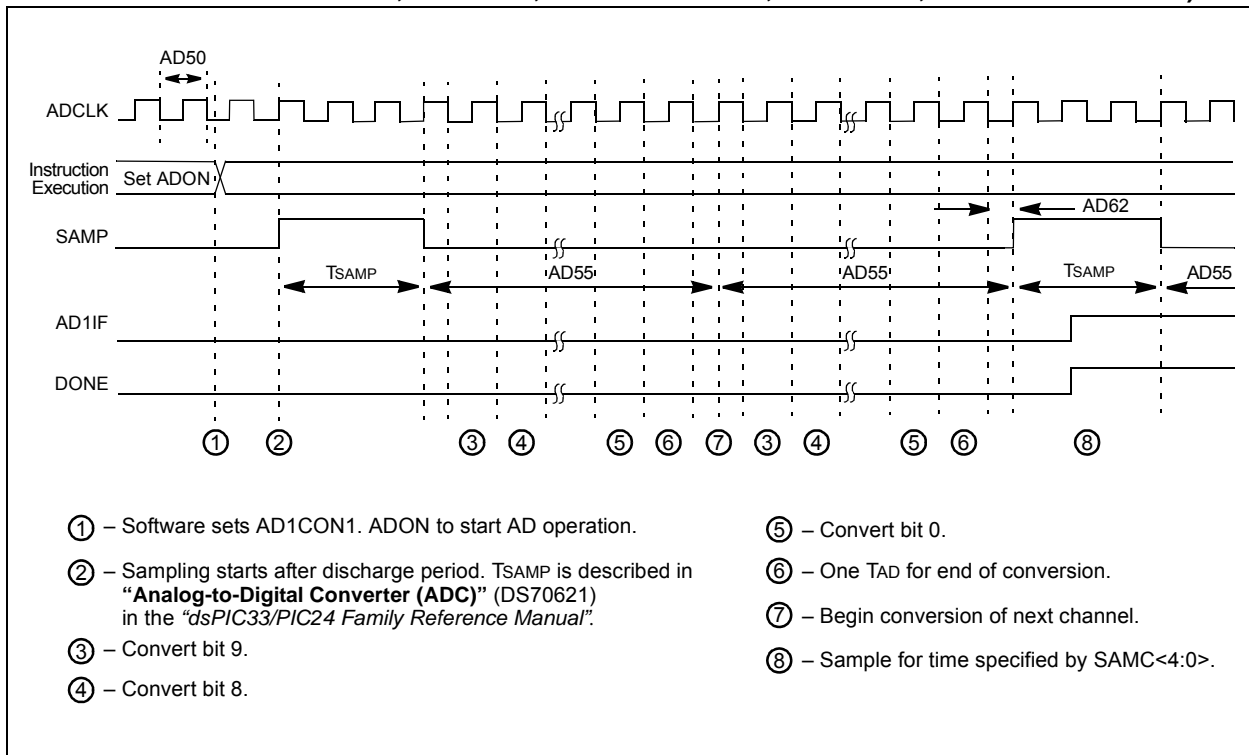 AD50
ADCLK
Instruction
Execution
Set ADON
AD62
SAMP
TSAMP
AD55
AD55
TSAMP
AD55
AD1IF
DONE
1 2 3 4 5 6 7 3 4 5 6 8
1 – Software sets AD1CON1. ADON to start AD operation.
2 – Sampling starts after discharge period. TSAMP is described in
“Analog-to-Digital Converter (ADC)” (DS70621)
in the “dsPIC33/PIC24 Family Reference Manual”.
3 – Convert bit 9.
4 – Convert bit 8.
5 – Convert bit 0.
6 – One TAD for end of conversion.
7 – Begin conversion of next channel.
8 – Sample for time specified by SAMC<4:0>.